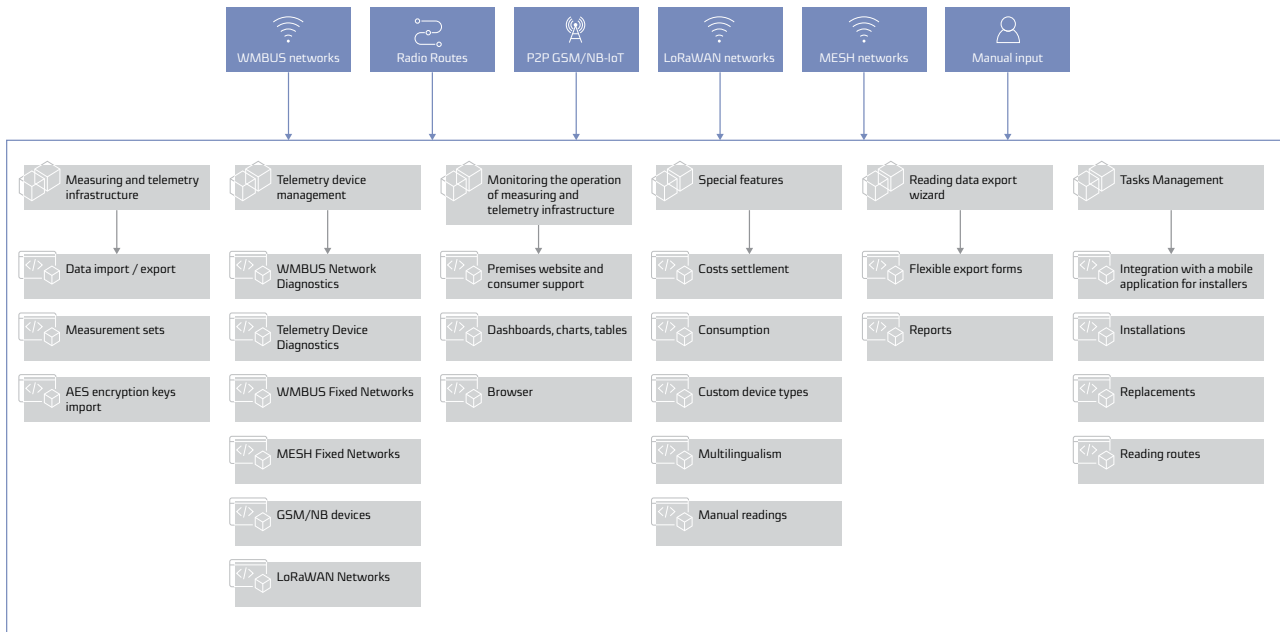 WMBUS networks
Radio Routes
P2P GSM/NB-IoT
LoRaWAN networks
MESH networks
Manual input
Measuring and telemetry
infrastructure
Data import / export
Measurement sets
AES encryption keys
import
Telemetry device
management
WMBUS Network
Diagnostics
Telemetry Device
Diagnostics
WMBUS Fixed Networks
MESH Fixed Networks
GSM/NB devices
LoRaWAN Networks
Monitoring the operation
of measuring and
telemetry infrastructure
Premises website and
consumer support
Dashboards, charts, tables
Browser
Special features
Costs settlement
Consumption
Custom device types
Multilingualism
Manual readings
Reading data export
wizard
Flexible export forms
Reports
Tasks Management
Integration with a mobile
application for installers
Installations
Replacements
Reading routes